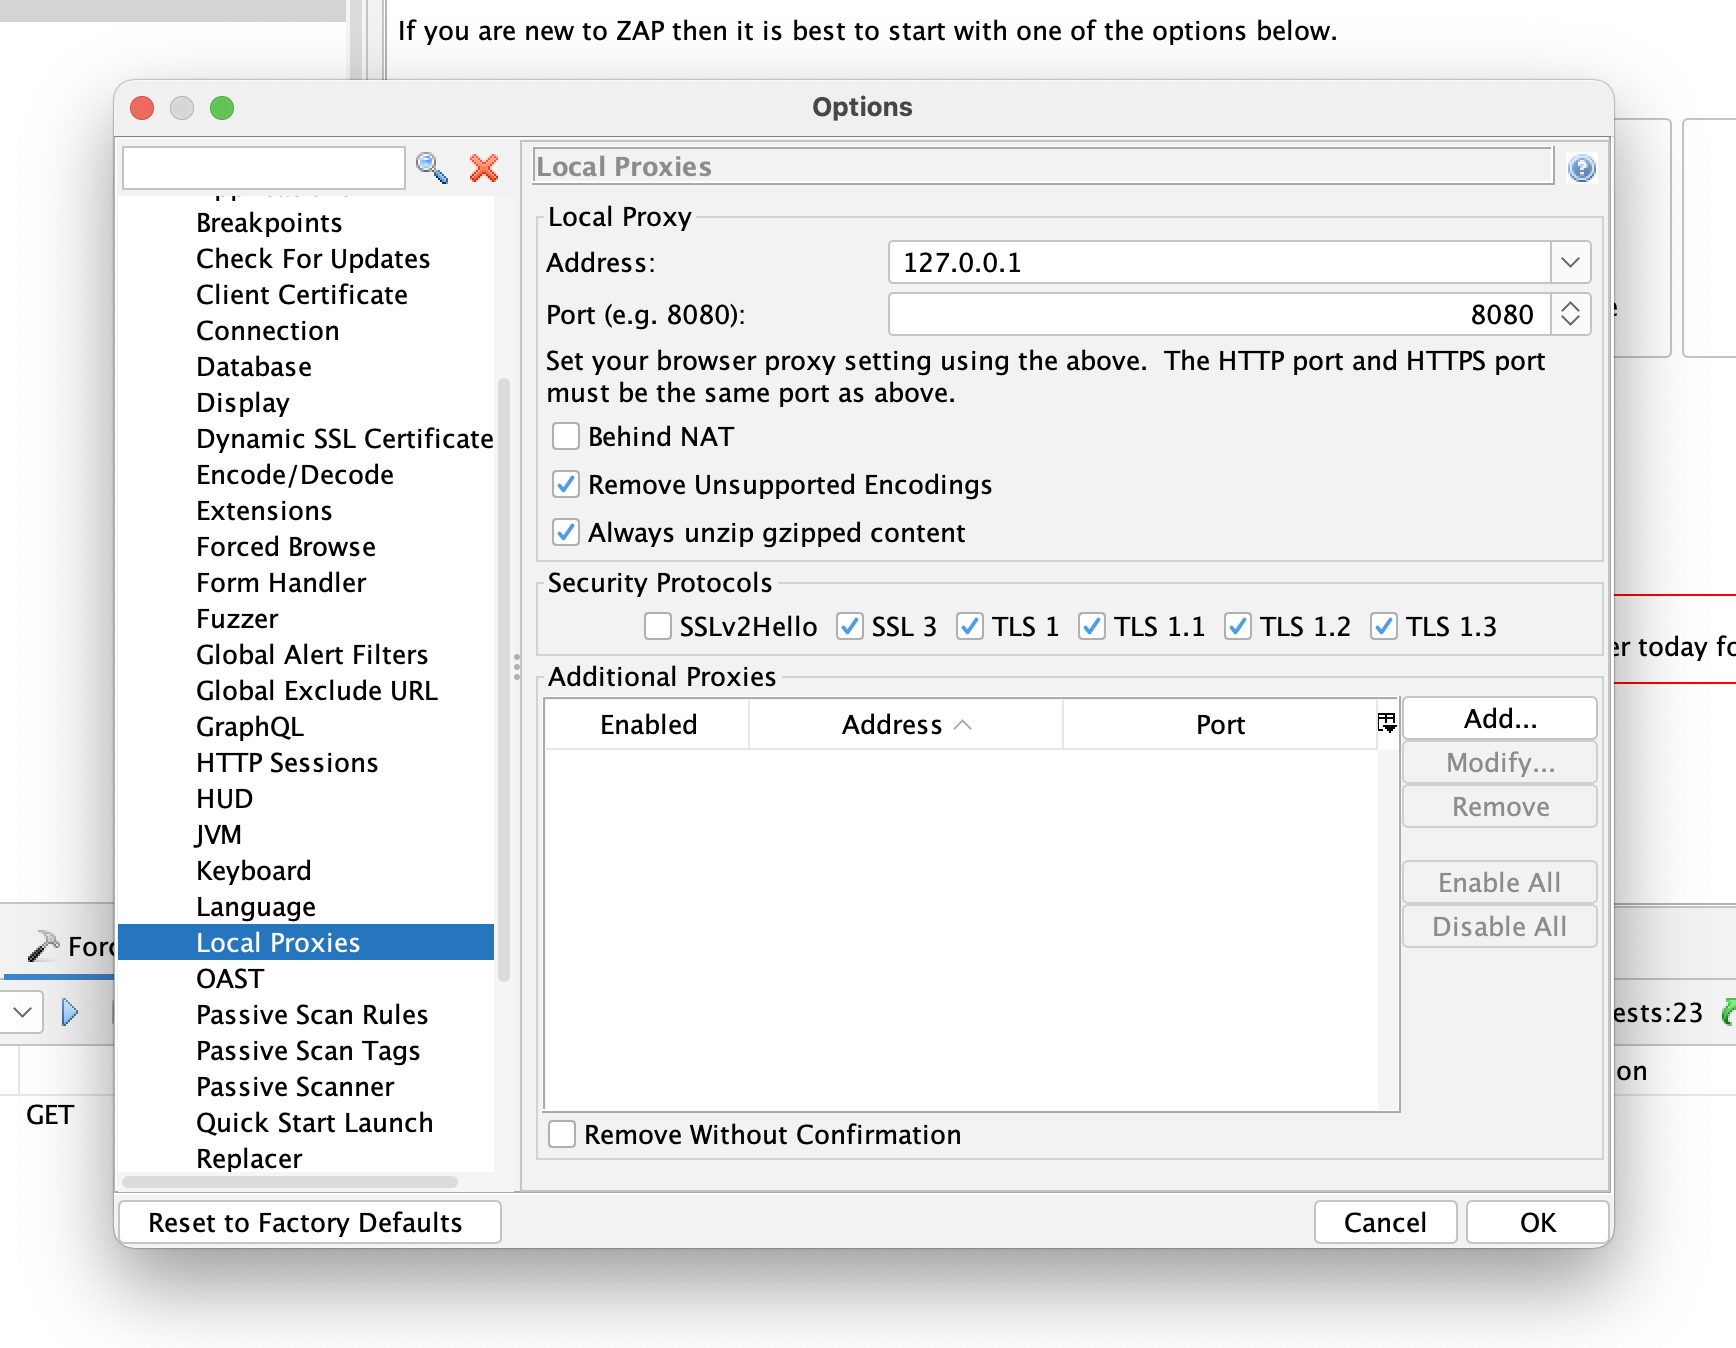 If you are new to ZAP then it is best to start with one of the options below.
Options
Local Proxies
Breakpoints
Check For Updates
Client Certificate
Connection
Database
Display
Dynamic SSL Certificate
Encode/Decode
Extensions
Forced Browse
Form Handler
Fuzzer
Global Alert Filters
Global Exclude URL
GraphQL
HTTP Sessions
HUD
JVM
Keyboard
Language
Local Proxies
OAST
Passive Scan Rules
Passive Scan Tags
Passive Scanner
Quick Start Launch
Replacer
Local Proxy
Address: 127.0.0.1
Port (e.g. 8080): 8080
Set your browser proxy setting using the above.  The HTTP port and HTTPS port
must be the same port as above.
Behind NAT
Remove Unsupported Encodings
Always unzip gzipped content
Security Protocols
SSLv2Hello SSL 3 TLS 1 TLS 1.1 TLS 1.2 TLS 1.3
Additional Proxies
Enabled Address Port
Add...
Modify...
Remove
Enable All
Disable All
Remove Without Confirmation
Reset to Factory Defaults Cancel OK
er today fo
Forc
ests:23
on
GET